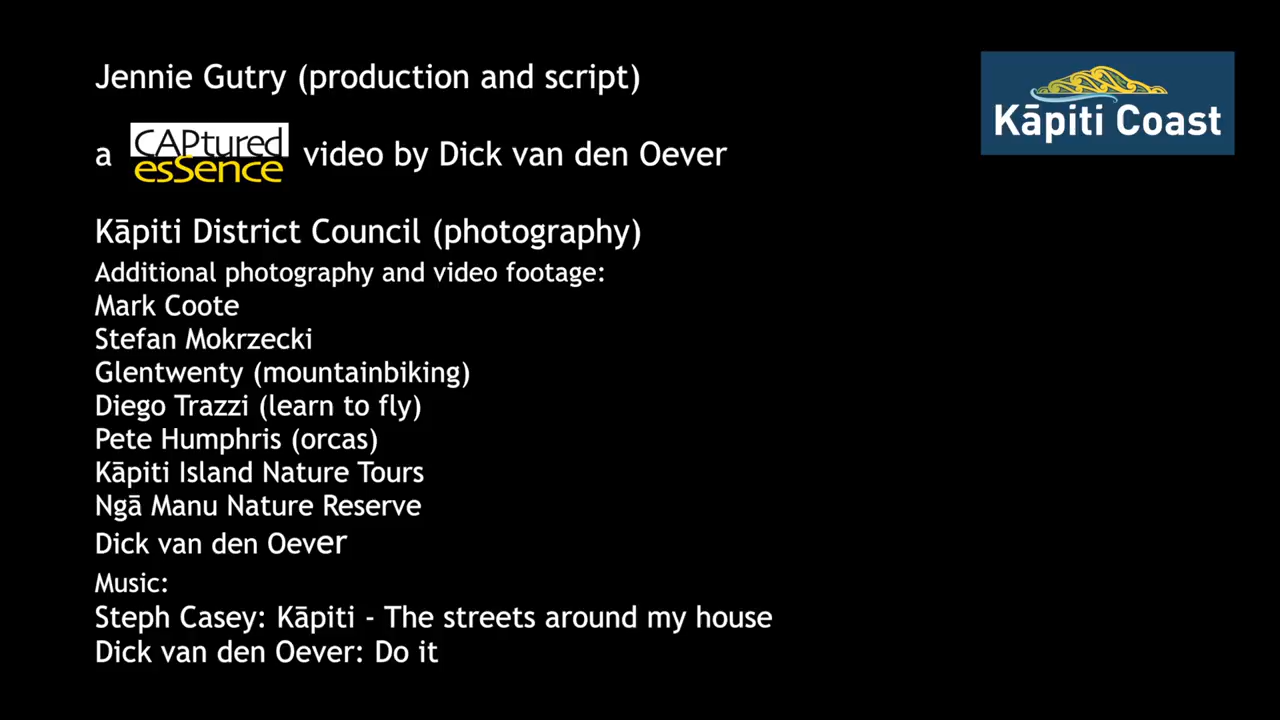 Jennie Gutry (production and script)
Kāpiti Coast
a CAPtured esSence video by Dick van den Oever
Kāpiti District Council (photography)
Additional photography and video footage:
Mark Coote
Stefan Mokrzecki
Glentwenty (mountainbiking)
Diego Trazzi (learn to fly)
Pete Humphris (orcas)
Kāpiti Island Nature Tours
Ngā Manu Nature Reserve
Dick van den Oever
Music:
Steph Casey: Kāpiti - The streets around my house
Dick van den Oever: Do it